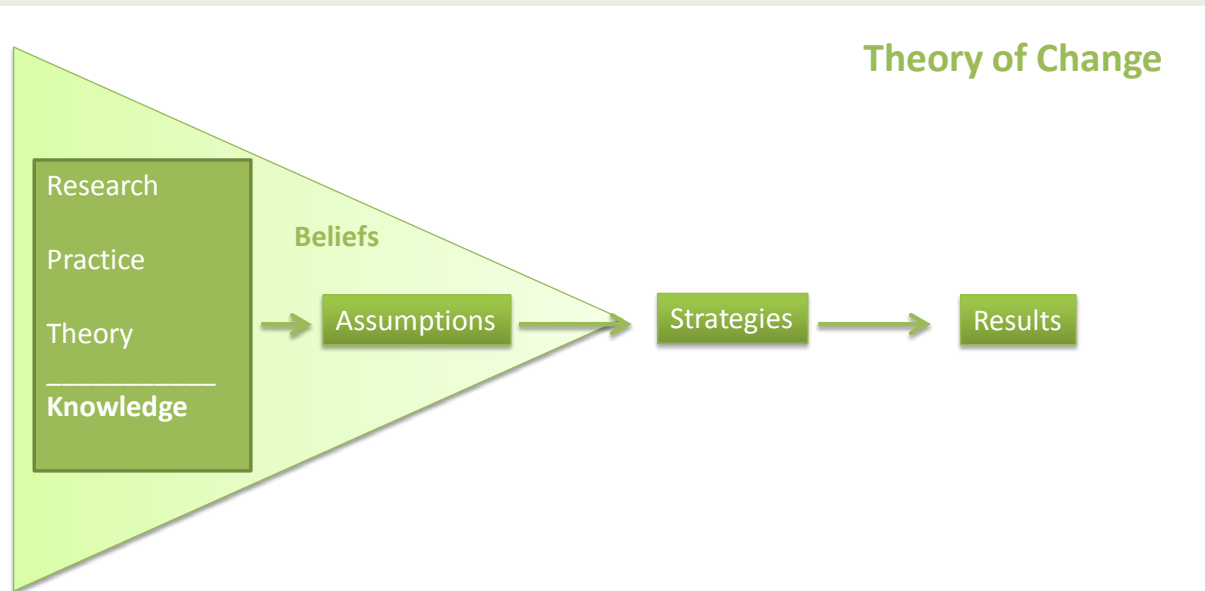 Theory of Change
Research
Practice
Theory
___________
Knowledge
Beliefs
Assumptions
Strategies
Results